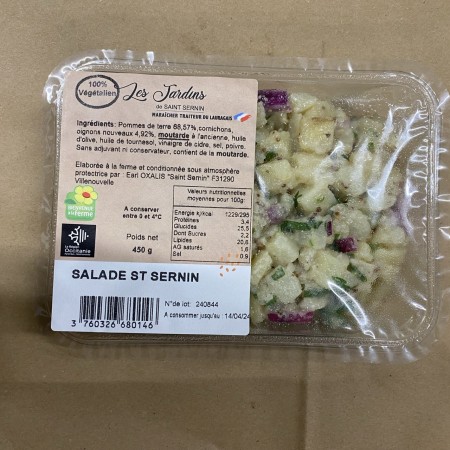 100%
Végétalien
Les Jardins
de SAINT SERNIN
MARAÎCHER TRAITEUR DU LAURAGAIS
Ingrédients: Pommes de terre 68,57%, cornichons,
oignons nouveaux 4,92%, moutarde à l'ancienne, huile
d'olive, huile de tournesol, vinaigre de cidre, sel, poivre.
Sans adjuvant ni conservateur, contient de la moutarde.
Elaborée à la ferme et conditionnée sous atmosphère
protectrice par : Earl OXALIS "Saint Sernin" F31290
Villenouvelle
Bienvenue
à la Ferme
A conserver
entre 0 et 4°C
Poids net
450 g
La Région
Occitanie
Valeurs nutritionnelles
moyennes pour 100g:
Energie kj/kcal 1229/295
Protéines 3,4
Glucides 25,5
Dont Sucres 2,2
Lipides 20,6
AG saturés 1,6
Sel 0,9
SALADE ST SERNIN
N°de lot: 240844
A consommer jusqu'au : 14/04/24
3 760326 680146